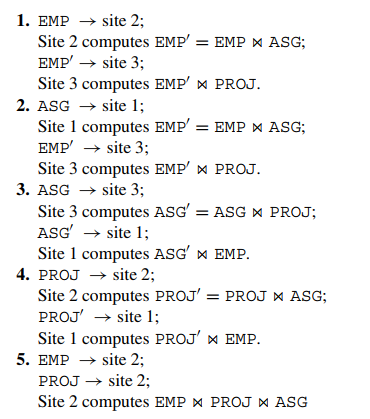 1. EMP → site 2;
Site 2 computes EMP′ = EMP ⋈ ASG;
EMP′ → site 3;
Site 3 computes EMP′ ⋈ PROJ.
2. ASG → site 1;
Site 1 computes EMP′ = EMP ⋈ ASG;
EMP′ → site 3;
Site 3 computes EMP′ ⋈ PROJ.
3. ASG → site 3;
Site 3 computes ASG′ = ASG ⋈ PROJ;
ASG′ → site 1;
Site 1 computes ASG′ ⋈ EMP.
4. PROJ → site 2;
Site 2 computes PROJ′ = PROJ ⋈ ASG;
PROJ′ → site 1;
Site 1 computes PROJ′ ⋈ EMP.
5. EMP → site 2;
PROJ → site 2;
Site 2 computes EMP ⋈ PROJ ⋈ ASG